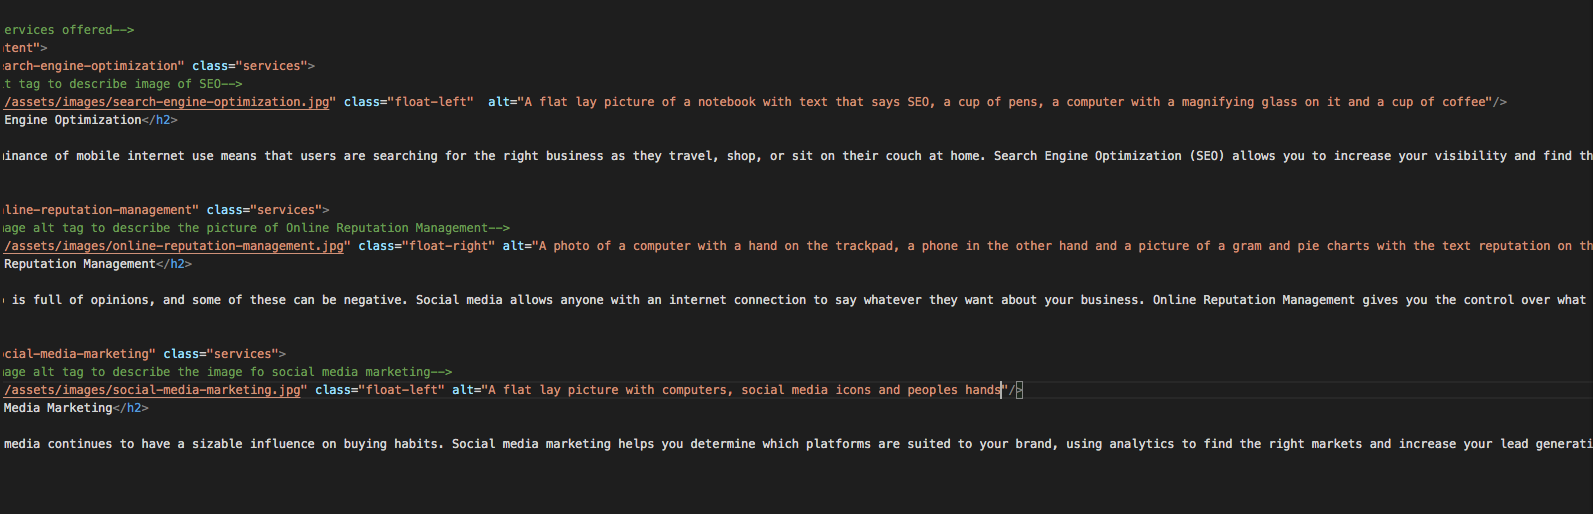 ervices offered-->
tent">
earch-engine-optimization" class="services">
t tag to describe image of SEO-->
/assets/images/search-engine-optimization.jpg" class="float-left"  alt="A flat lay picture of a notebook with text that says SEO, a cup of pens, a computer with a magnifying glass on it and a cup of coffee"/>
Engine Optimization</h2>
inance of mobile internet use means that users are searching for the right business as they travel, shop, or sit on their couch at home. Search Engine Optimization (SEO) allows you to increase your visibility and find th
line-reputation-management" class="services">
age alt tag to describe the picture of Online Reputation Management-->
/assets/images/online-reputation-management.jpg" class="float-right" alt="A photo of a computer with a hand on the trackpad, a phone in the other hand and a picture of a gram and pie charts with the text reputation on th
Reputation Management</h2>
is full of opinions, and some of these can be negative. Social media allows anyone with an internet connection to say whatever they want about your business. Online Reputation Management gives you the control over what
ocial-media-marketing" class="services">
age alt tag to describe the image fo social media marketing-->
/assets/images/social-media-marketing.jpg" class="float-left" alt="A flat lay picture with computers, social media icons and peoples hands"/>
Media Marketing</h2>
media continues to have a sizable influence on buying habits. Social media marketing helps you determine which platforms are suited to your brand, using analytics to find the right markets and increase your lead generati